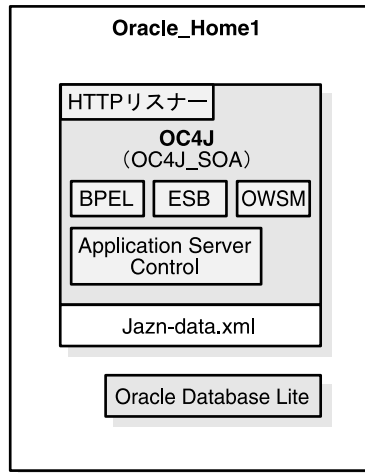 Oracle_Home1
HTTPリスナー
OC4J
（OC4J_SOA）
BPEL ESB OWSM
Application Server
Control
Jazn-data.xml
Oracle Database Lite